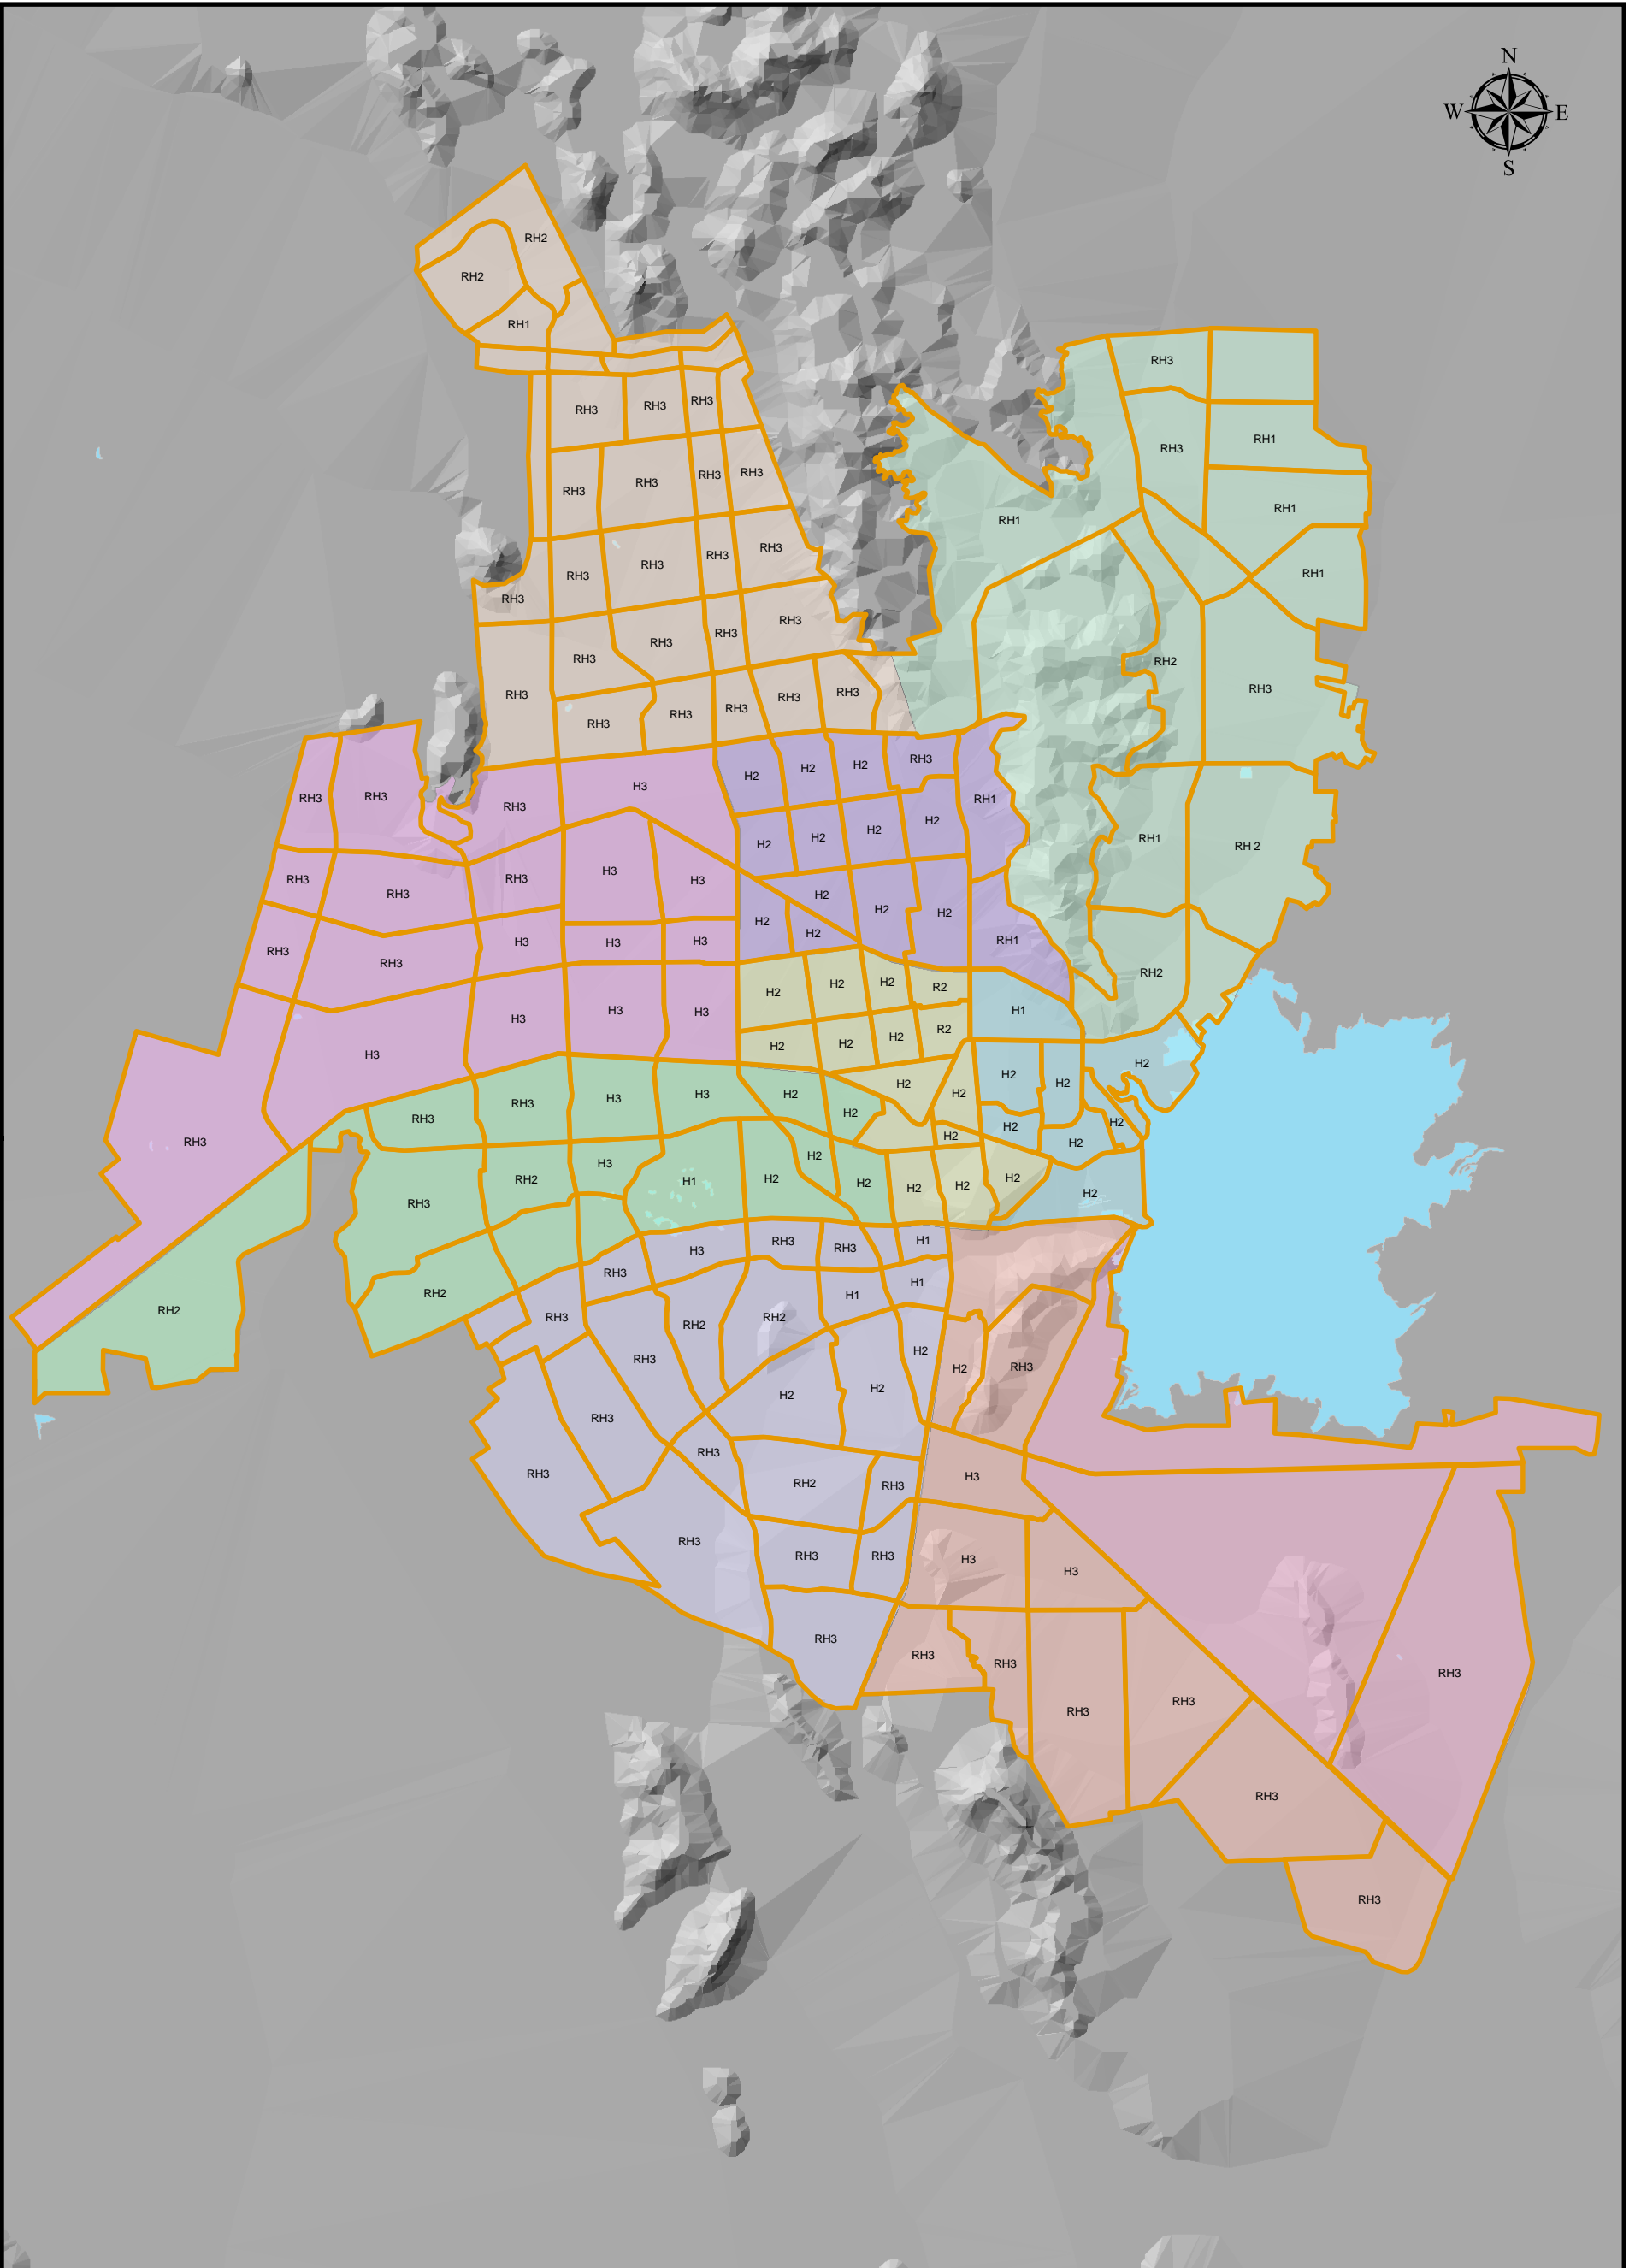 N
W E
S
RH2
RH2
RH1
RH3
RH3 RH3 RH3
RH1
RH3
RH3 RH3 RH3 RH3
RH1
RH1
RH3 RH3 RH3 RH3
RH1
RH3
RH3 RH3 RH3
RH3 RH2
RH3 RH3
RH3 RH3 RH3 RH3 RH3
H2 H2 H2 RH3
H3
RH3 RH3 RH3 RH1
H2 H2 H2 H2
RH1 RH 2
RH3 RH3 RH3 H3 H3
H2 H2 H2 H2
H2
RH3 RH3 H3 H3 H3
RH1
RH2
H2 H2 H2 R2
H3 H3 H3 H1
H2 H2 H2 R2
H3
H2
H2 H2 H2 H2
RH3 RH3 H3 H3 H2 H2
H2 H2 H2
RH3 H2
RH3 RH2 H3 H1 H2 H2 H2 H2 H2 H2
H2
H3 RH3 RH3 H1
RH3
RH2 RH2 H1 H1
RH3 RH2 RH2
RH3 H2 H2 RH3
H2 H2
RH3
RH3 RH3 RH2 RH3 H3
RH3 RH3 RH3 H3 H3
RH3 RH3 RH3 RH3
RH3 RH3
RH3
RH3